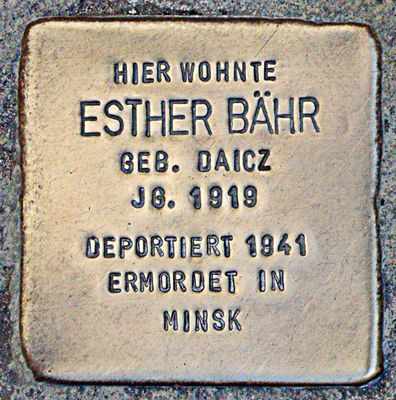 HIER WOHNTE
ESTHER BÄHR
GEB. DAICZ
JG. 1919
DEPORTIERT 1941
ERMORDET IN
MINSK